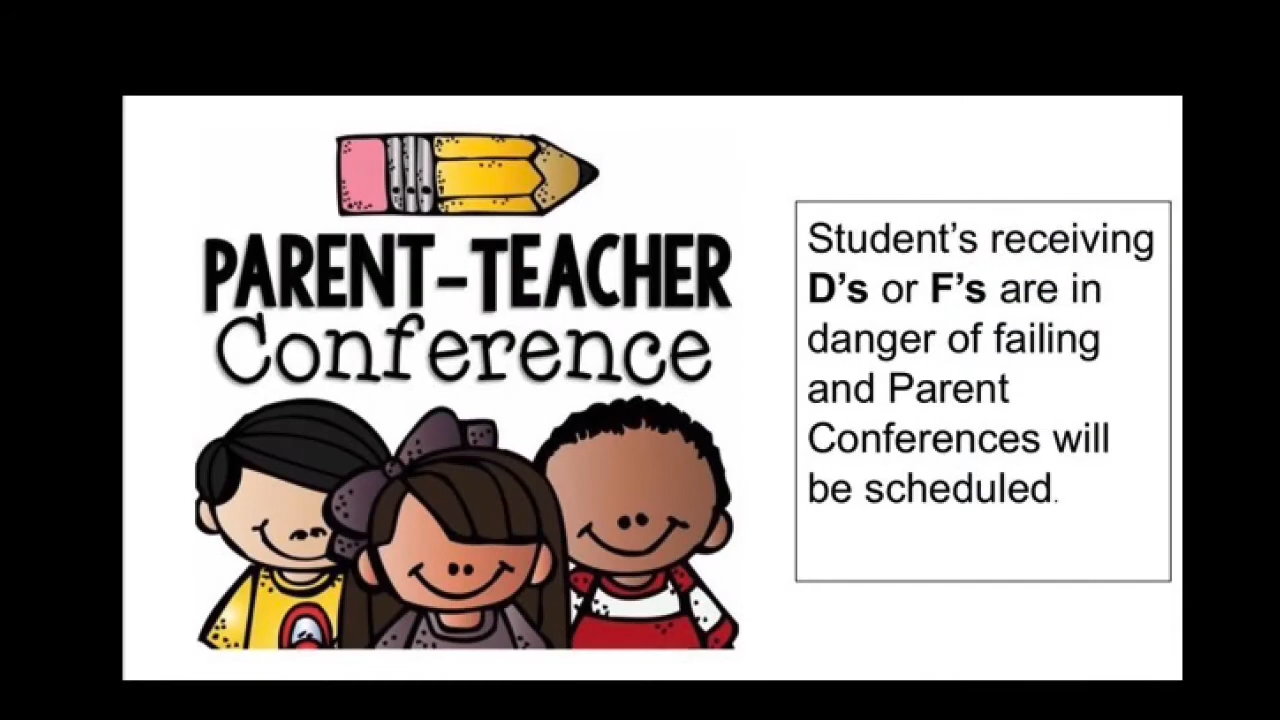 PARENT-TEACHER
Conference
Student’s receiving
D’s or F’s are in
danger of failing
and Parent
Conferences will
be scheduled.